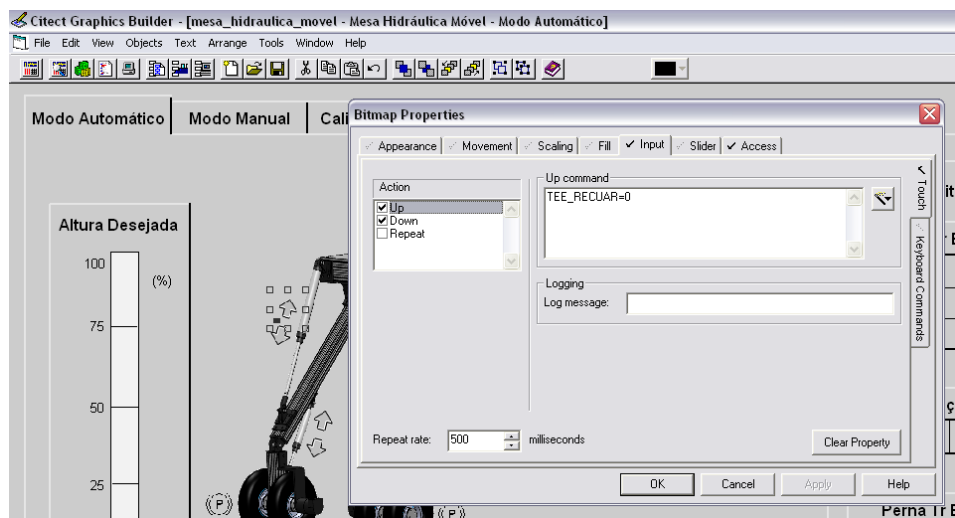 Citect Graphics Builder - [mesa_hidraulica_movel - Mesa Hidráulica Móvel - Modo Automático]
File Edit View Objects Text Arrange Tools Window Help
Modo Automático Modo Manual Cali
Bitmap Properties
Appearance Movement Scaling Fill Input Slider Access
Action
Up
Down
Repeat
Up command
TEE_RECUAR=0
Logging
Log message:
Touch
Keyboard Commands
Repeat rate: 500 milliseconds
Clear Property
OK Cancel Apply Help
Altura Desejada
100
(%)
75
50
25
(P)
(P)
Perna Tr E